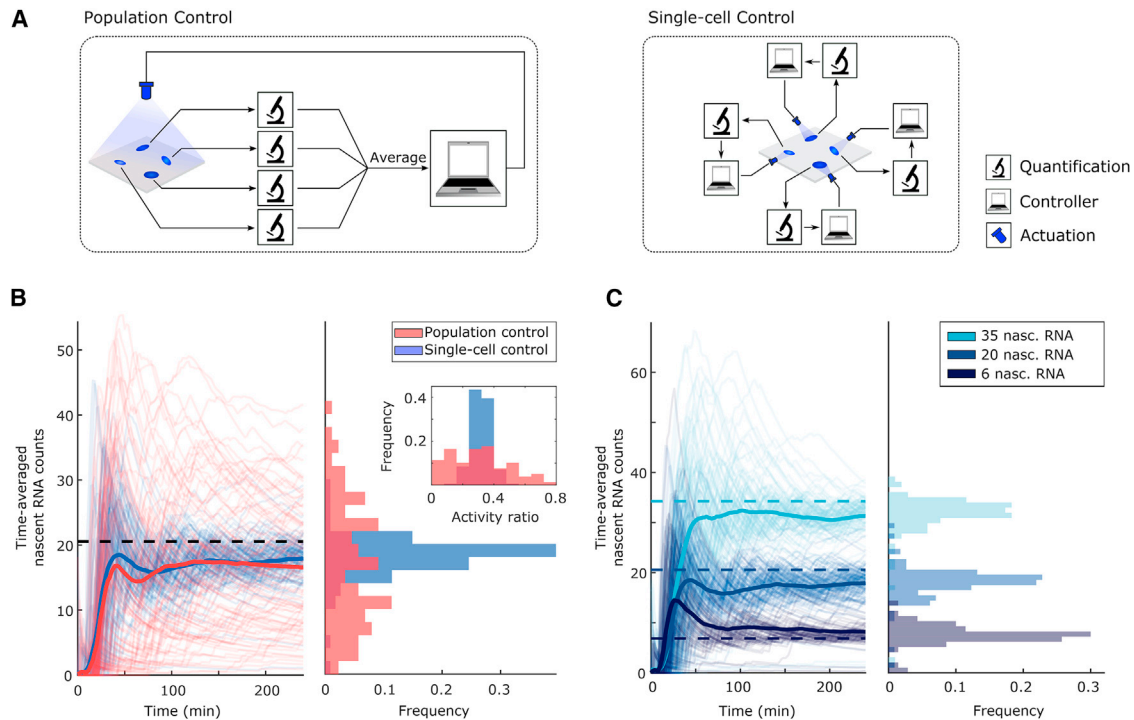 A
Population Control
Single-cell Control
Average
Quantification
Controller
Actuation
B
Time-averaged
nascent RNA counts
50
40
30
20
10
0
0
100
200
Time (min)
Population control
Single-cell control
Frequency
0.4
0.2
0
0.4
0.8
Activity ratio
0
0.1
0.2
0.3
Frequency
C
Time-averaged
nascent RNA counts
60
40
20
0
0
100
200
Time (min)
35 nasc. RNA
20 nasc. RNA
6 nasc. RNA
0
0.1
0.2
0.3
Frequency